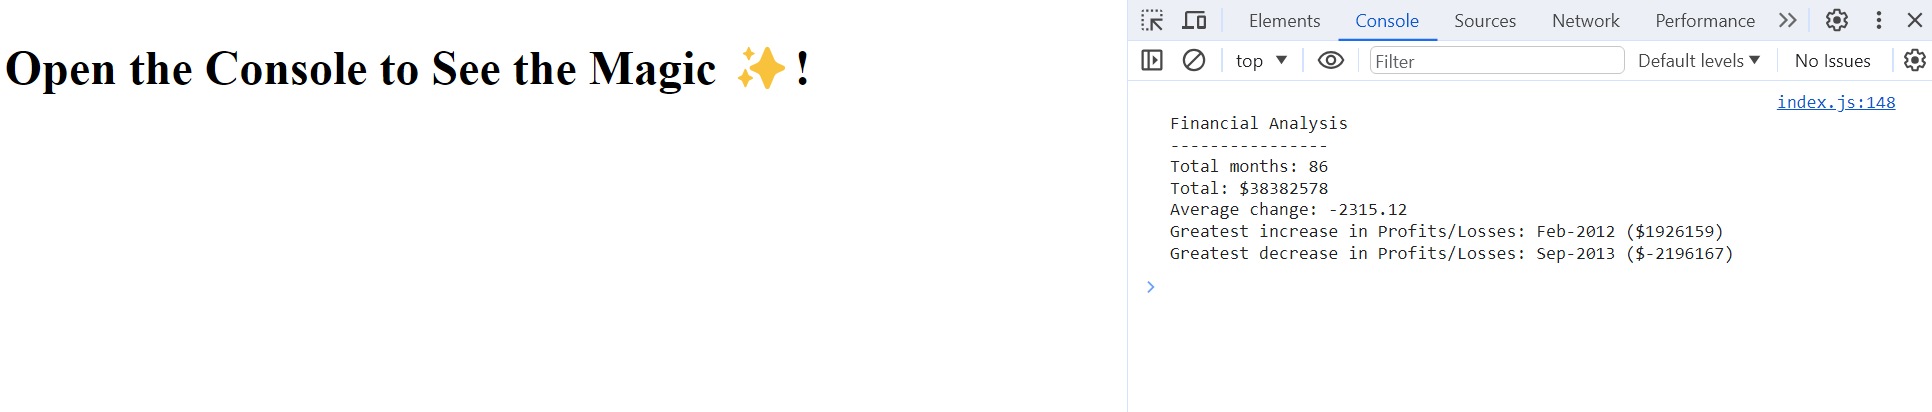 Open the Console to See the Magic ✨!
Elements Console Sources Network Performance
top Filter Default levels No Issues
index.js:148
Financial Analysis
----------------
Total months: 86
Total: $38382578
Average change: -2315.12
Greatest increase in Profits/Losses: Feb-2012 ($1926159)
Greatest decrease in Profits/Losses: Sep-2013 ($-2196167)